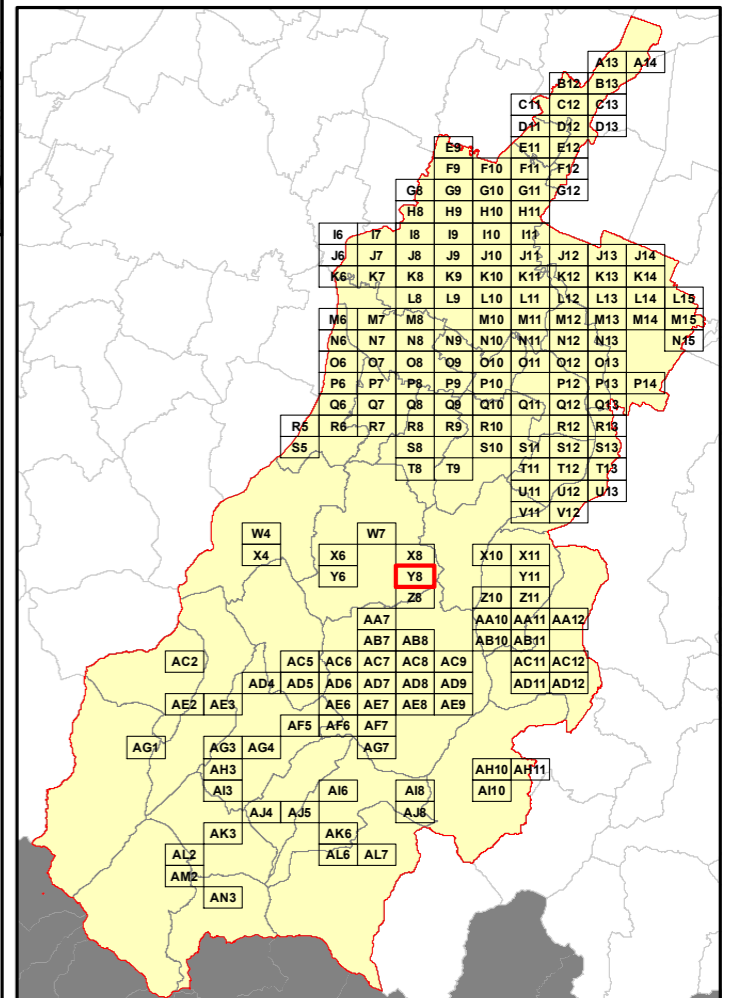 A13 A14
B12 B13
C11 C12 C13
D11 D12 D13
E9 E11 E12
F9 F10 F11 F12
G8 G9 G10 G11 G12
H8 H9 H10 H11
I6 I7 I8 I9 I10 I11
J6 J7 J8 J9 J10 J11 J12 J13 J14
K6 K7 K8 K9 K10 K11 K12 K13 K14
L8 L9 L10 L11 L12 L13 L14 L15
M6 M7 M8 M10 M11 M12 M13 M14 M15
N6 N7 N8 N9 N10 N11 N12 N13 N15
O6 O7 O8 O9 O10 O11 O12 O13
P6 P7 P8 P9 P10 P12 P13 P14
Q6 Q7 Q8 Q9 Q10 Q11 Q12 Q13
R5 R6 R7 R8 R9 R10 R12 R13
S5 S8 S10 S11 S12 S13
T8 T9 T11 T12 T13
U11 U12 U13
V11 V12
W4 W7
X4 X6 X8 X10 X11
Y6 Y8 Y11
Z8 Z10 Z11
AA7 AA10 AA11 AA12
AB7 AB8 AB10 AB11
AC2 AC5 AC6 AC7 AC8 AC9 AC11 AC12
AD4 AD5 AD6 AD7 AD8 AD9 AD11 AD12
AE2 AE3 AE6 AE7 AE8 AE9
AF5 AF6 AF7
AG1 AG3 AG4 AG7
AH3 AH10 AH11
AI3 AI6 AI8 AI10
AJ4 AJ5 AJ8
AK3 AK6
AL2 AL6 AL7
AM2
AN3